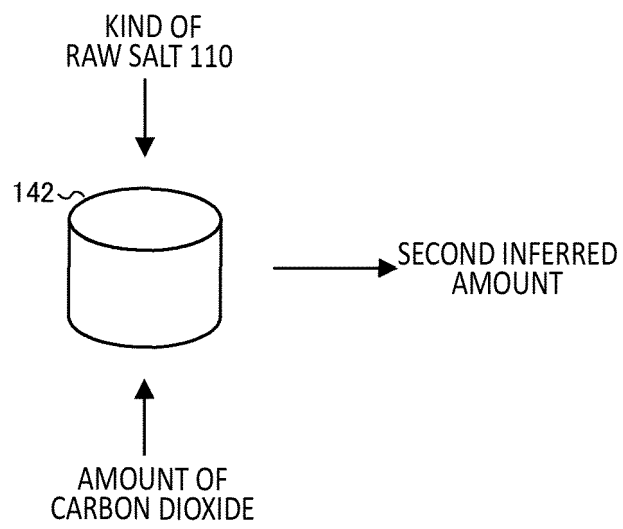 KIND OF
RAW SALT 110
142
SECOND INFERRED
AMOUNT
AMOUNT OF
CARBON DIOXIDE